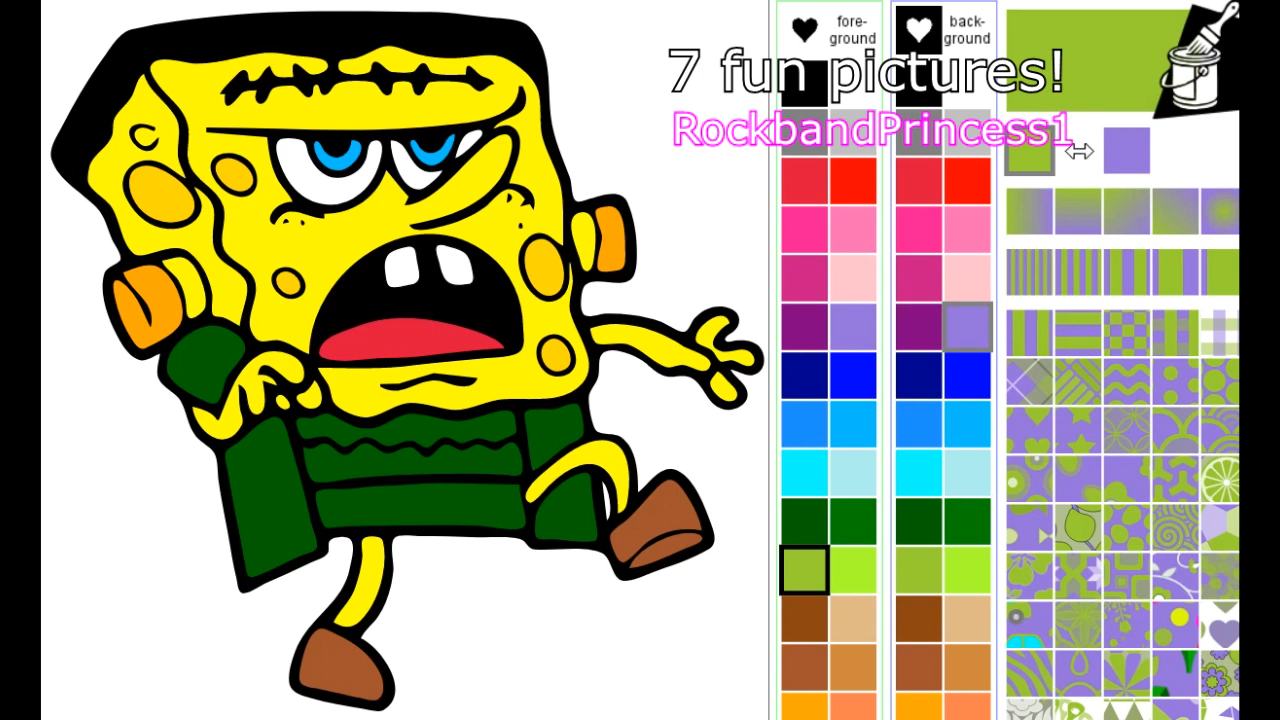 fore-
ground
back-
ground
7 fun pictures!
RockbandPrincess1